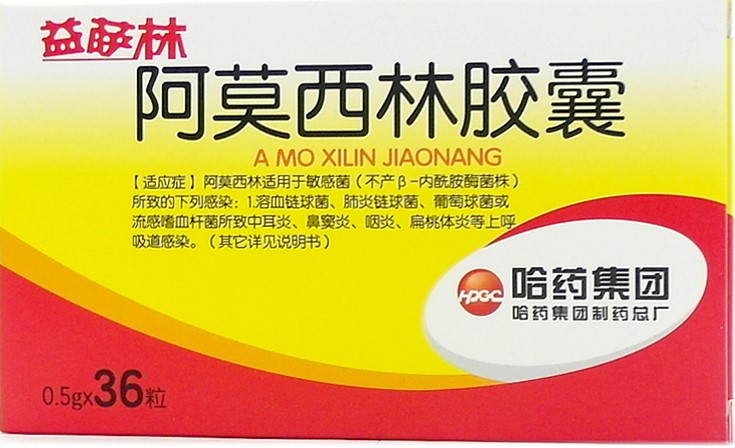 益萨林
阿莫西林胶囊
A MO XILIN JIAONANG
【适应症】阿莫西林适用于敏感菌(不产β-内酰胺酶菌株)
所致的下列感染:1.溶血链球菌、肺炎链球菌、葡萄球菌或
流感嗜血杆菌所致中耳炎、鼻窦炎、咽炎、扁桃体炎等上呼
吸道感染。(其它详见说明书)
HPGC 哈药集团
哈药集团制药总厂
0.5gx36粒